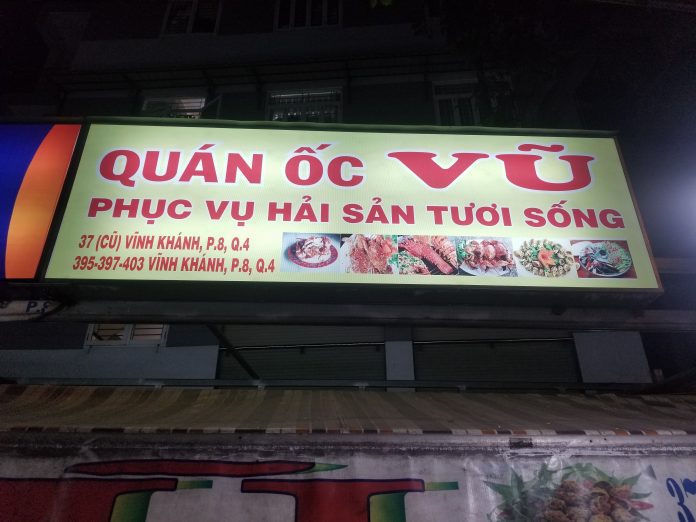 QUÁN ỐC VŨ
PHỤC VỤ HẢI SẢN TƯƠI SỐNG
37 (CŨ) VĨNH KHÁNH, P.8, Q.4
395-397-403 VĨNH KHÁNH, P.8, Q.4